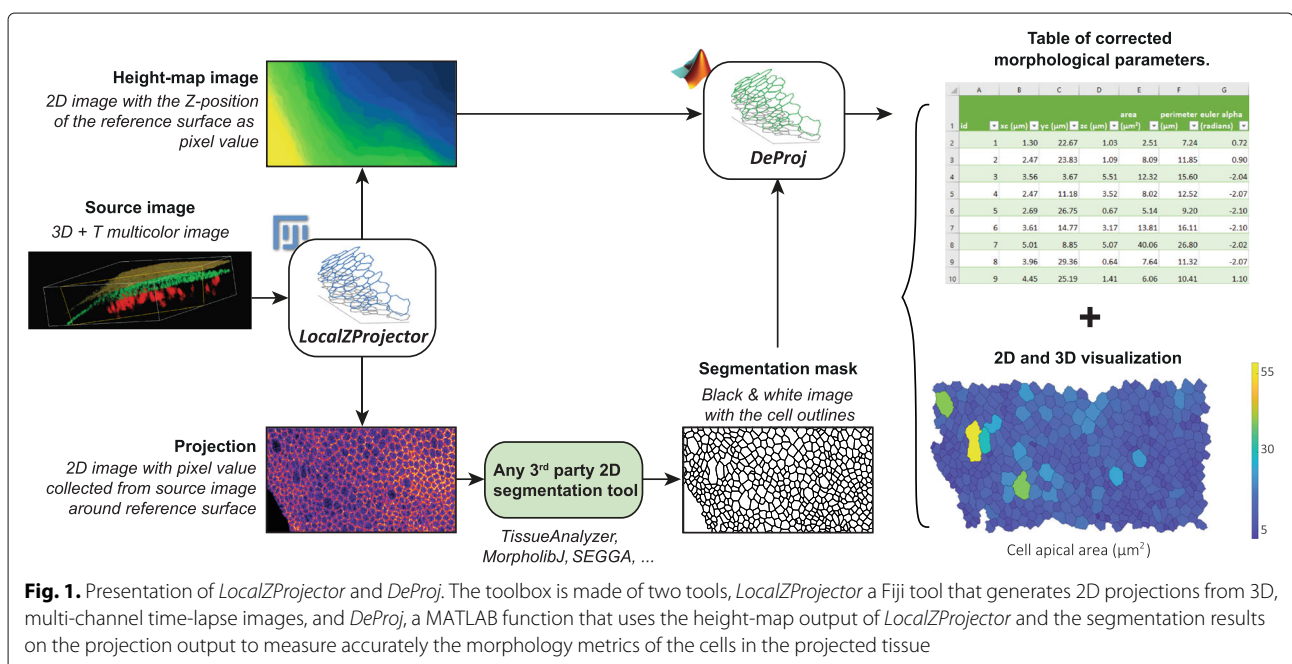 Height-map image
2D image with the Z-position
of the reference surface as
pixel value
Source image
3D + T multicolor image
LocalZProjector
Projection
2D image with pixel value
collected from source image
around reference surface
Any 3rd party 2D
segmentation tool
TissueAnalyzer,
MorpholibJ, SEGGA, ...
Segmentation mask
Black & white image
with the cell outlines
DeProj
Table of corrected
morphological parameters.
A B C D E F G
area perimeter euler alpha
1 id xc (µm) yc (µm) zc (µm) (µm²) (µm) (radians)
2 1 1.30 22.67 1.03 2.51 7.24 0.72
3 2 2.47 23.83 1.09 8.09 11.85 0.90
4 3 3.56 3.67 5.51 12.32 15.60 -2.04
5 4 2.47 11.18 3.52 8.02 12.52 -2.07
6 5 2.69 26.75 0.67 5.14 9.20 -2.10
7 6 3.61 14.77 3.17 13.81 16.11 -2.10
8 7 5.01 8.85 5.07 40.06 26.80 -2.02
9 8 3.96 29.36 0.64 7.64 11.32 -2.07
10 9 4.45 25.19 1.41 6.06 10.41 1.10
+
2D and 3D visualization
55
30
5
Cell apical area (µm²)
Fig. 1. Presentation of LocalZProjector and DeProj. The toolbox is made of two tools, LocalZProjector a Fiji tool that generates 2D projections from 3D,
multi-channel time-lapse images, and DeProj, a MATLAB function that uses the height-map output of LocalZProjector and the segmentation results
on the projection output to measure accurately the morphology metrics of the cells in the projected tissue